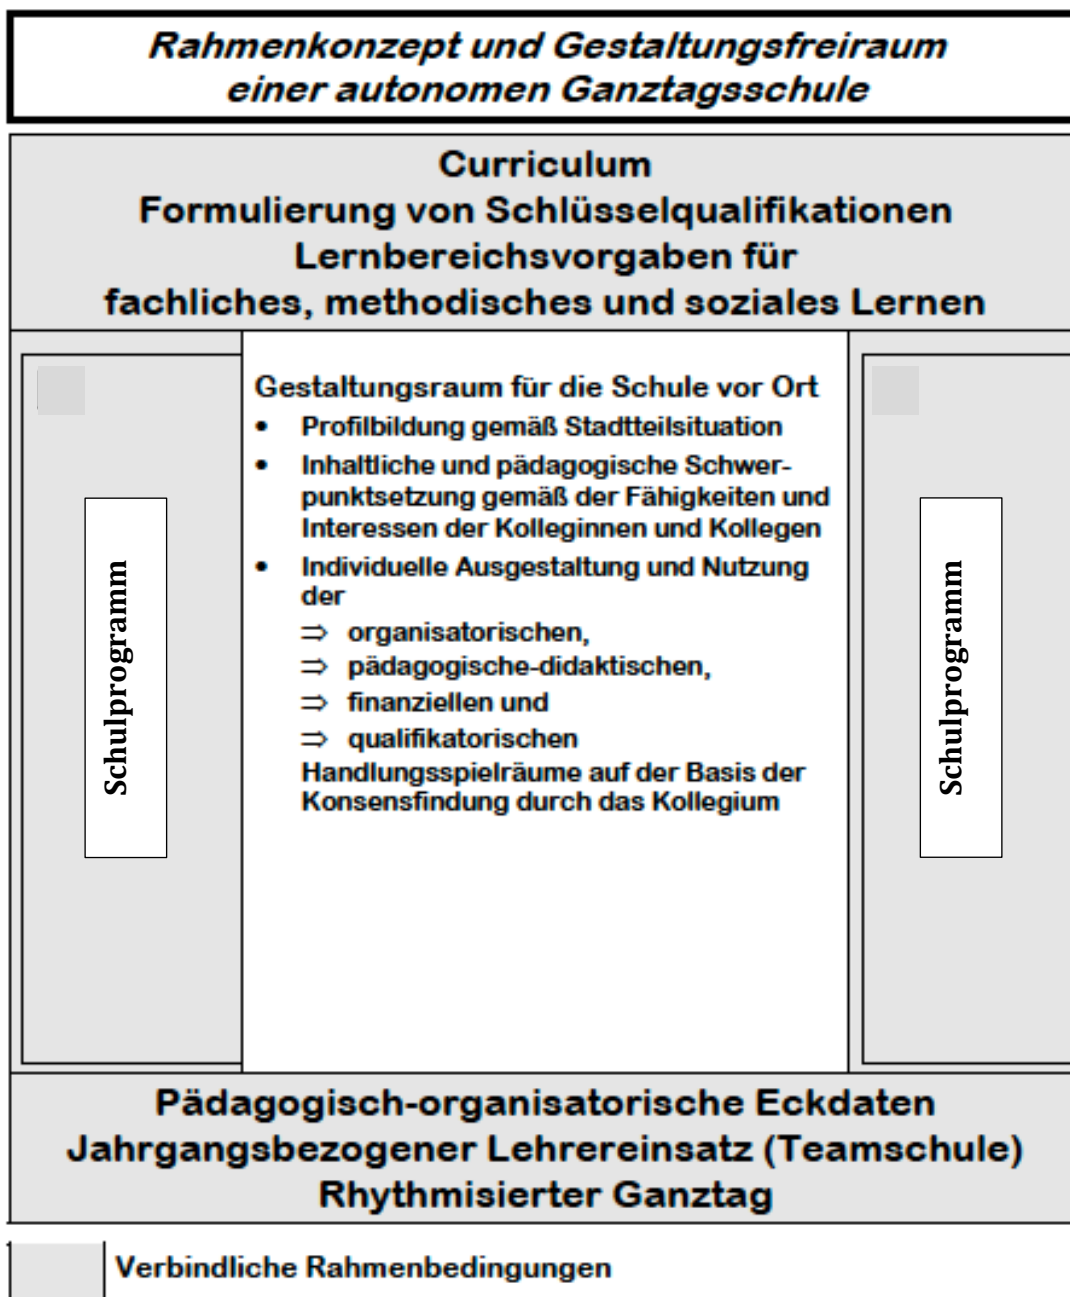 Rahmenkonzept und Gestaltungsfreiraum
einer autonomen Ganztagsschule
Curriculum
Formulierung von Schlüsselqualifikationen
Lernbereichsvorgaben für
fachliches, methodisches und soziales Lernen
Schulprogramm
Gestaltungsraum für die Schule vor Ort
• Profilbildung gemäß Stadtteilsituation
• Inhaltliche und pädagogische Schwer-
punktsetzung gemäß der Fähigkeiten und
Interessen der Kolleginnen und Kollegen
• Individuelle Ausgestaltung und Nutzung
der
⇒ organisatorischen,
⇒ pädagogische-didaktischen,
⇒ finanziellen und
⇒ qualifikatorischen
Handlungsspielräume auf der Basis der
Konsensfindung durch das Kollegium
Schulprogramm
Pädagogisch-organisatorische Eckdaten
Jahrgangsbezogener Lehrereinsatz (Teamschule)
Rhythmisierter Ganztag
Verbindliche Rahmenbedingungen